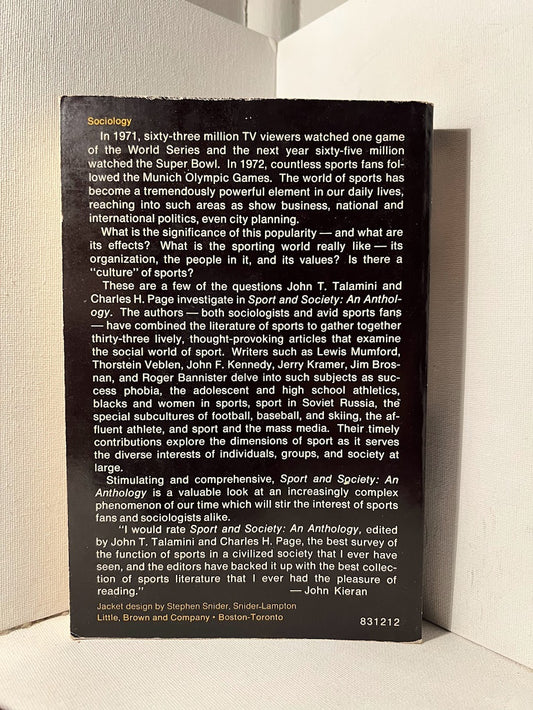 Sociology
In 1971, sixty-three million TV viewers watched one game
of the World Series and the next year sixty-five million
watched the Super Bowl. In 1972, countless sports fans fol-
lowed the Munich Olympic Games. The world of sports has
become a tremendously powerful element in our daily lives,
reaching into such areas as show business, national and
international politics, even city planning.
What is the significance of this popularity — and what are
its effects? What is the sporting world really like — its
organization, the people in it, and its values? Is there a
"culture" of sports?
These are a few of the questions John T. Talamini and
Charles H. Page investigate in Sport and Society: An Anthol-
ogy. The authors — both sociologists and avid sports fans
— have combined the literature of sports to gather together
thirty-three lively, thought-provoking articles that examine
the social world of sport. Writers such as Lewis Mumford,
Thorstein Veblen, John F. Kennedy, Jerry Kramer, Jim Bros-
nan, and Roger Bannister delve into such subjects as suc-
cess phobia, the adolescent and high school athletics,
blacks and women in sports, sport in Soviet Russia, the
special subcultures of football, baseball, and skiing, the af-
fluent athlete, and sport and the mass media. Their timely
contributions explore the dimensions of sport as it serves
the diverse interests of individuals, groups, and society at
large.
Stimulating and comprehensive, Sport and Society: An
Anthology is a valuable look at an increasingly complex
phenomenon of our time which will stir the interest of sports
fans and sociologists alike.
"I would rate Sport and Society: An Anthology, edited
by John T. Talamini and Charles H. Page, the best survey of
the function of sports in a civilized society that I ever have
seen, and the editors have backed it up with the best collec-
tion of sports literature that I ever had the pleasure of
reading." — John Kieran
Jacket design by Stephen Snider, Snider-Lampton
Little, Brown and Company • Boston-Toronto
831212